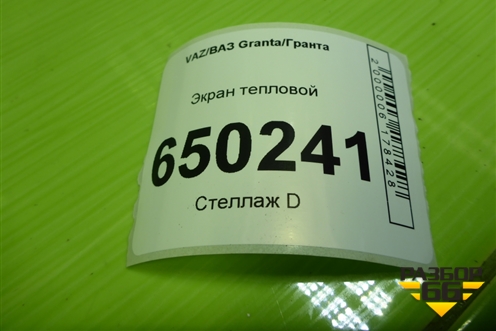 VAZ/ВАЗ Granta/Гранта
Экран тепловой
650241
Стеллаж D
2000006178428
РАЗБОР
66